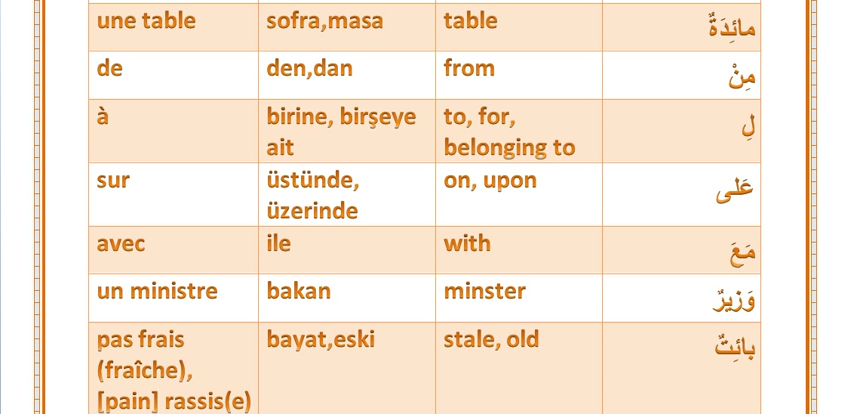 une table sofra,masa table مائِدَةٌ
de den,dan from مِنْ
à birine, birşeye to, for, لِ
ait belonging to
sur üstünde, on, upon عَلى
üzerinde
avec ile with مَعَ
un ministre bakan minster وَزيرٌ
pas frais bayat,eski stale, old بائِتٌ
(fraîche),
[pain] rassis(e)